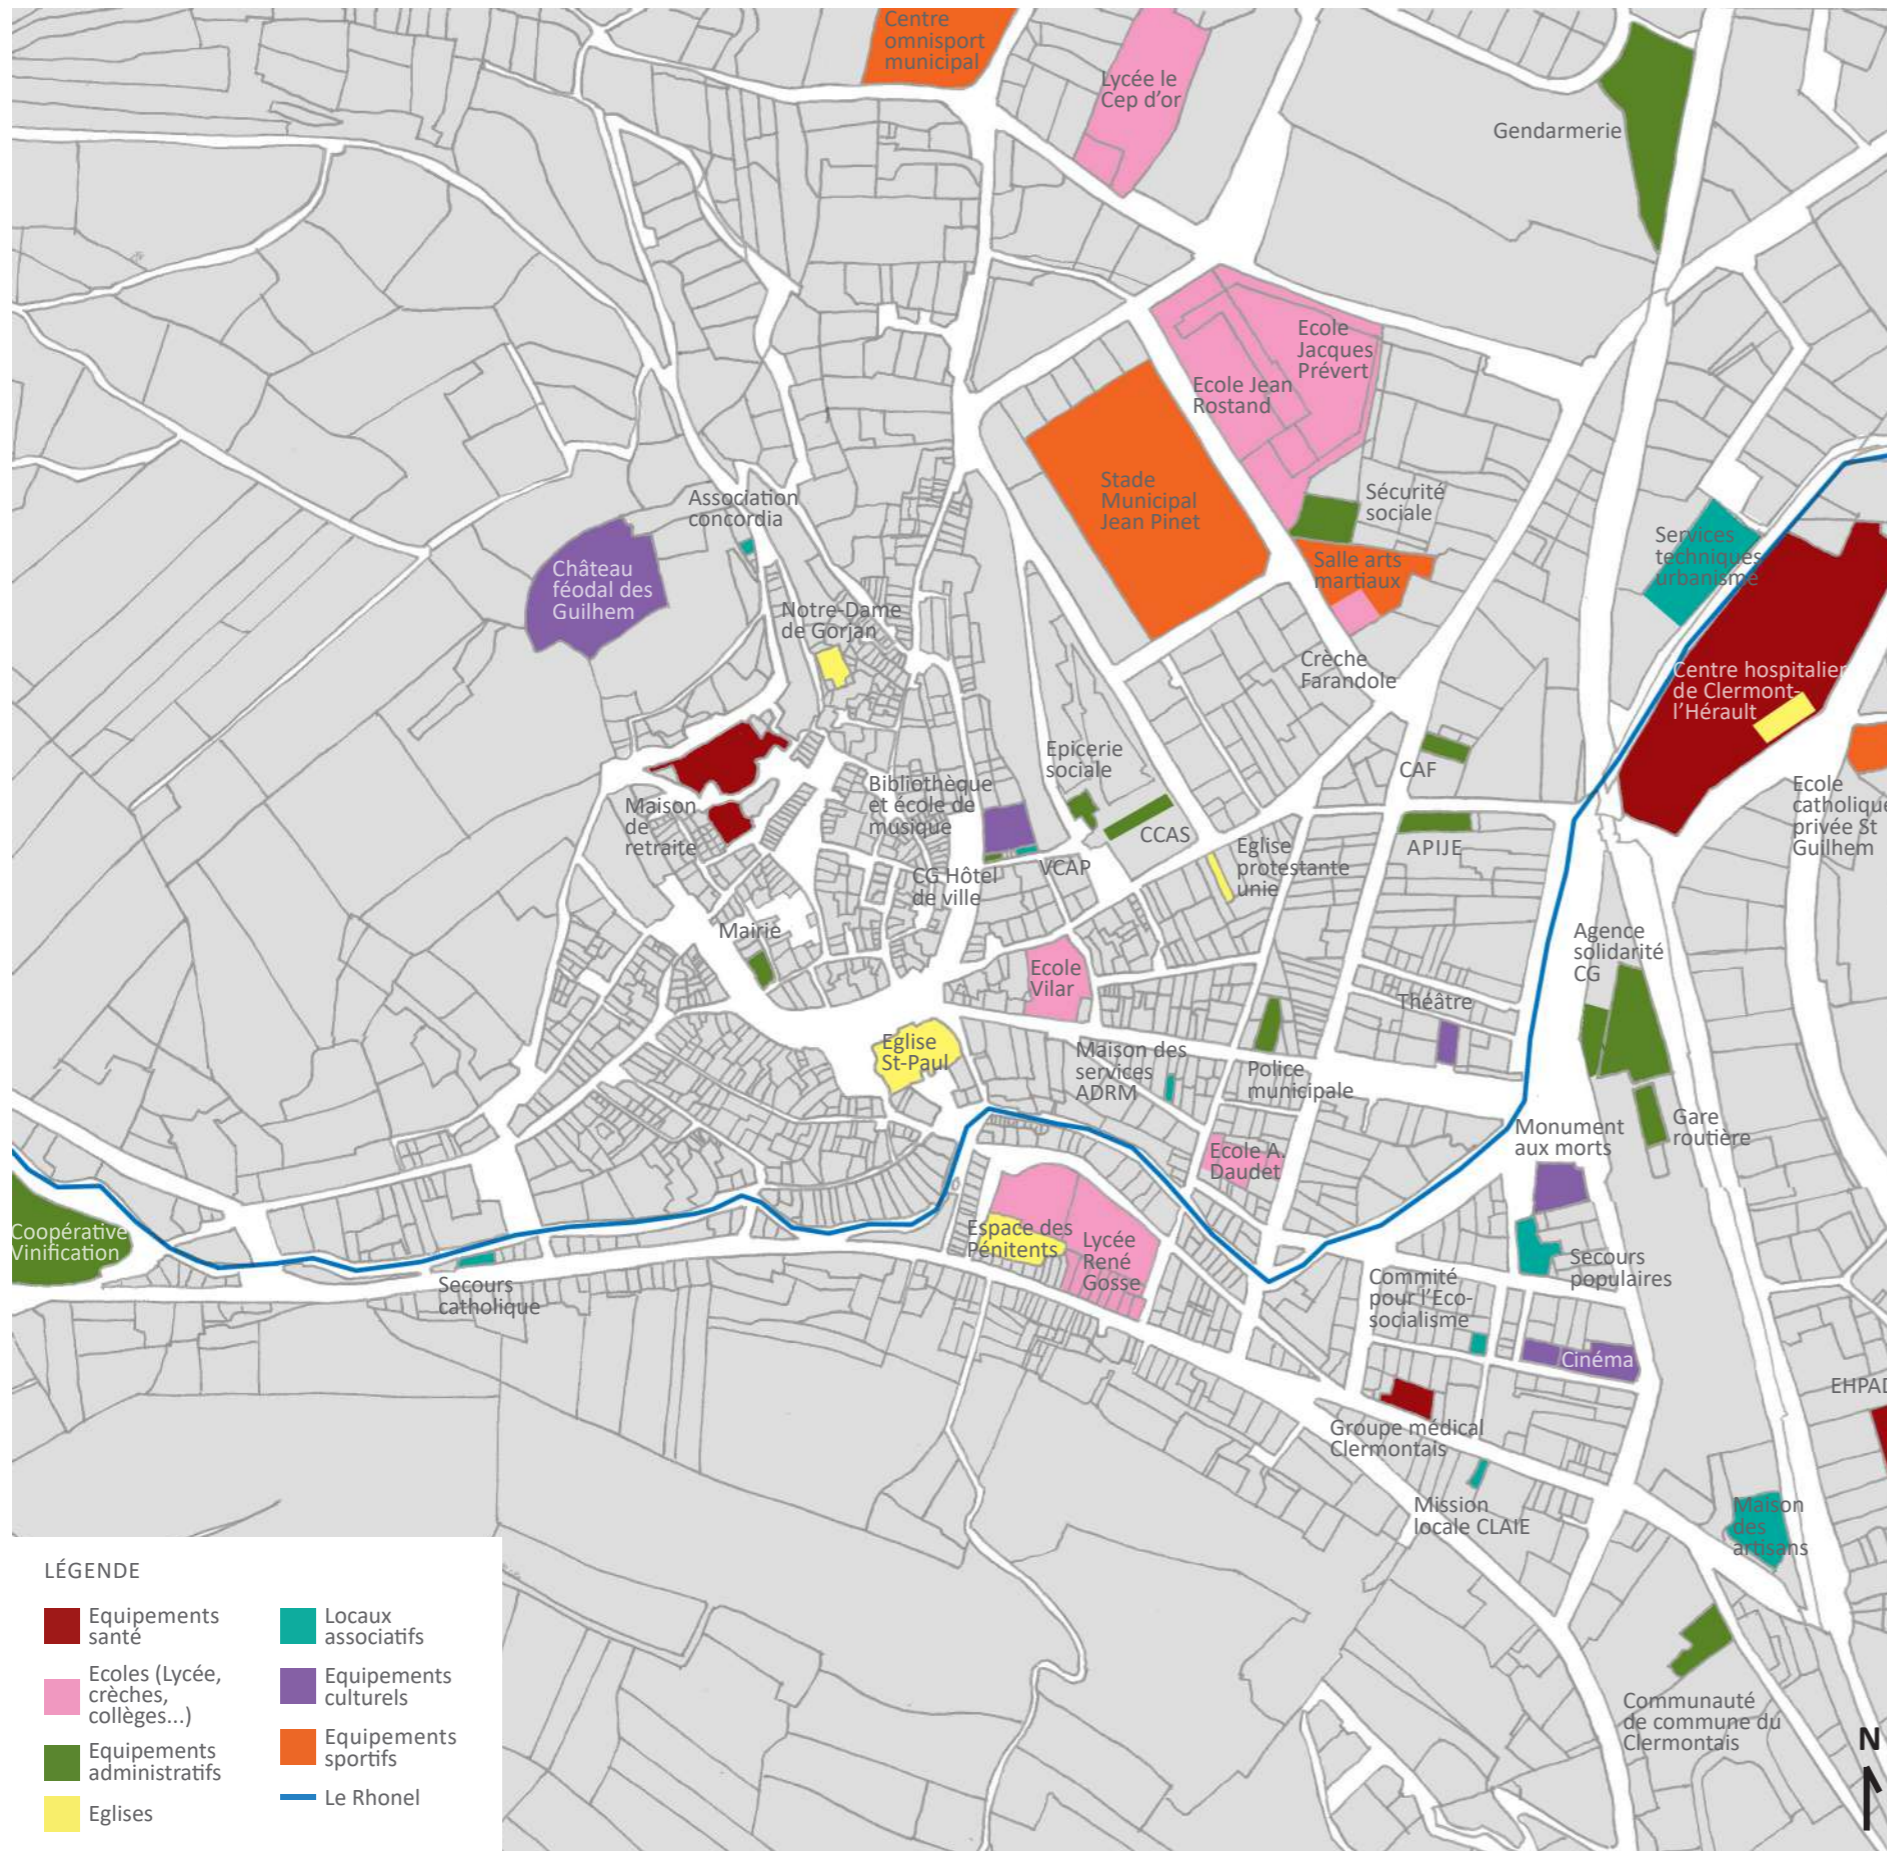 Centre
omnisport
municipal
Lycée le
Cep d'or
Gendarmerie
Ecole
Jacques
Prévert
Ecole Jean
Rostand
Stade
Municipal
Jean Pinet
Sécurité
sociale
Salle arts
martiaux
Association
concordia
Services
techniques
urbanisme
Château
féodal des
Guilhem
Notre-Dame
de Gorjan
Crèche
Farandole
Centre hospitalier
de Clermont-
l'Hérault
Epicerie
sociale
CAF
Bibliothèque
et école de
musique
Maison
de
retraite
Ecole
catholique
privée St
Guilhem
CCAS
Eglise
protestante
unie
APIJE
VCAP
CG Hôtel
de ville
Mairie
Agence
solidarité
CG
Ecole
Vilar
Théâtre
Eglise
St-Paul
Maison des
services
ADRM
Police
municipale
Monument
aux morts
Gare
routière
Ecole A.
Daudet
Coopérative
Vinification
Espace des
Pénitents
Lycée
René
Gosse
Secours
catholique
Secours
populaires
Commité
pour l'Eco-
socialisme
Cinéma
EHPAD
Groupe médical
Clermontais
Mission
locale CLAIE
Maison
des
artisans
Communauté
de commune du
Clermontais
N
LÉGENDE
Equipements
santé
Ecoles (Lycée,
crèches,
collèges...)
Equipements
administratifs
Eglises
Locaux
associatifs
Equipements
culturels
Equipements
sportifs
Le Rhonel